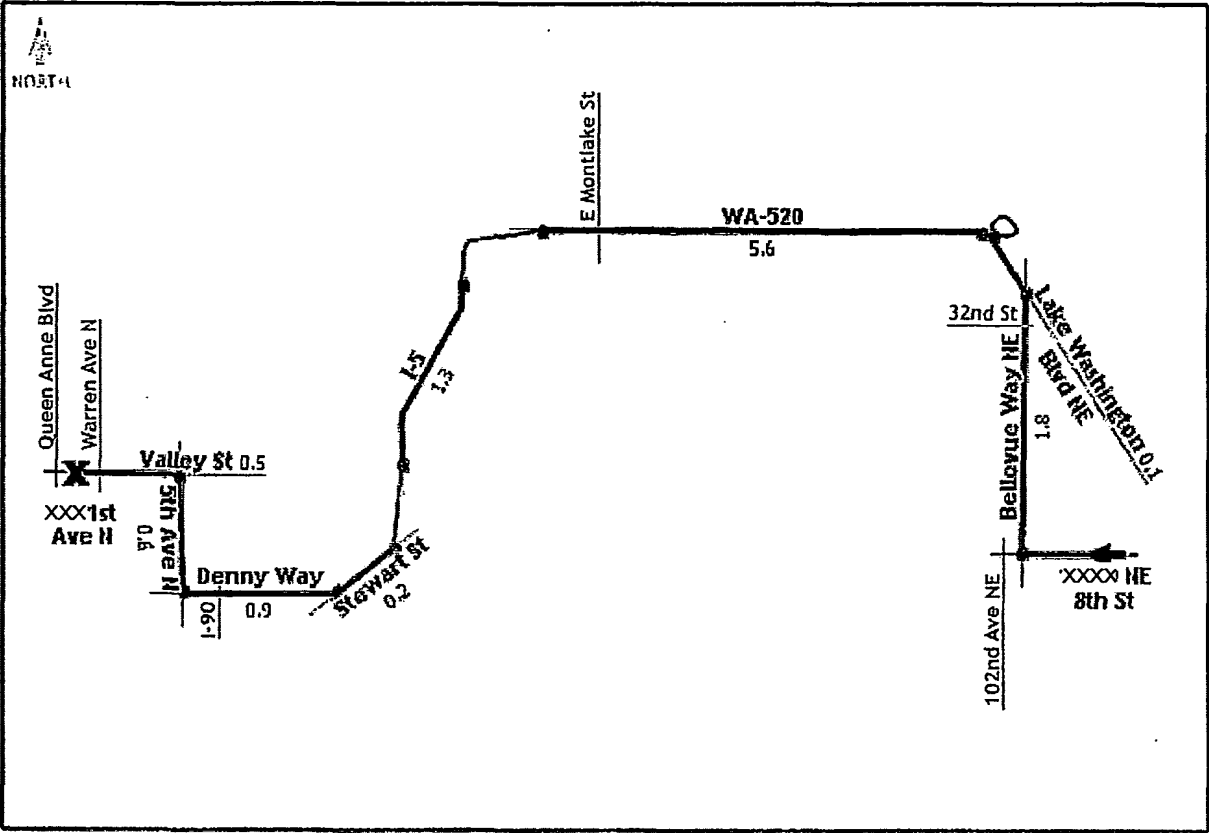 NORTH
E Montlake St
WA-520
5.6
Queen Anne Blvd
Warren Ave N
I-5
1.3
32nd St
Lake Washington 0.1
Blvd NE
Bellevue Way NE
1.8
Valley St 0.5
XXX 1st
Ave N
5th Ave N
0.6
Denny Way
0.9
I-90
Stewart St
0.2
102nd Ave NE
XXXX NE
8th St